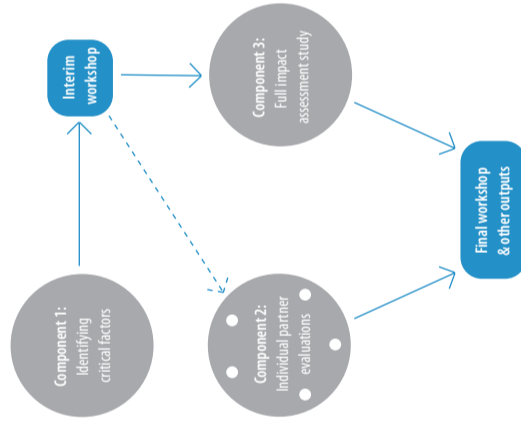 Component 1:
Identifying
critical factors
Interim
workshop
Component 2:
Individual partner
evaluations
Component 3:
Full impact
assessment study
Final workshop
& other outputs